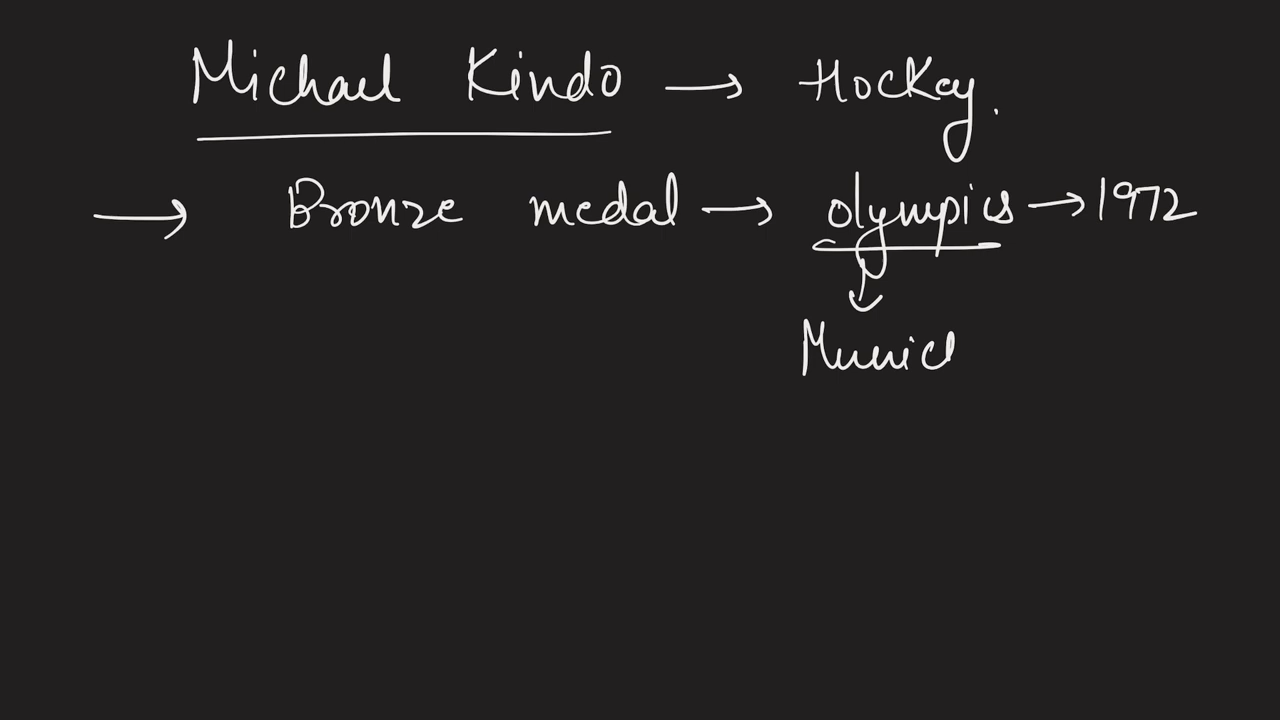 Michael Kindo → Hockey.
→ Bronze medal → olympics → 1972
↓
Munich